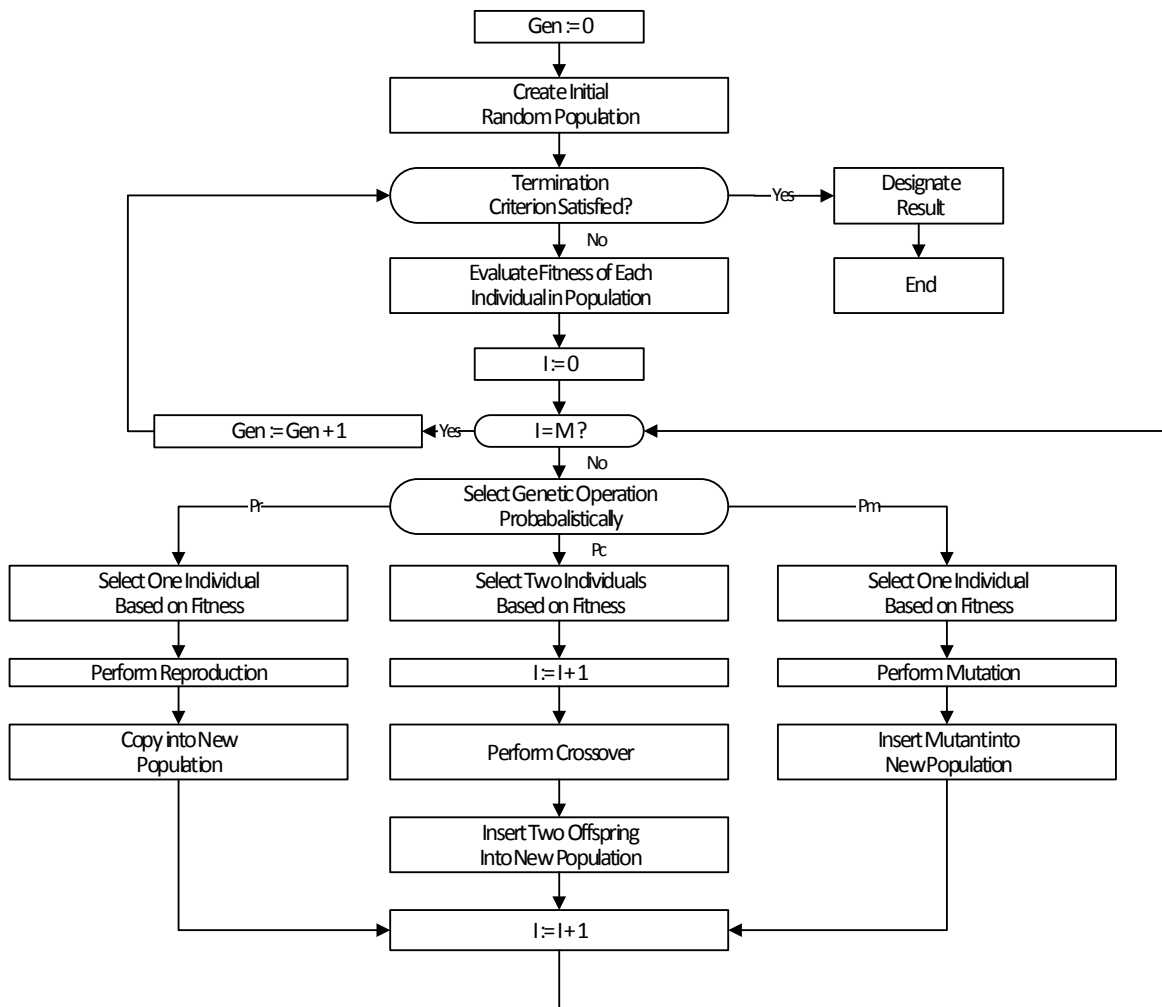 Gen := 0
Create Initial
Random Population
Termination
Criterion Satisfied?
Yes
Designate
Result
No
End
Evaluate Fitness of Each
Individual in Population
I := 0
Gen := Gen + 1
Yes
I = M ?
No
Select Genetic Operation
Probabalistically
Pr
Pm
Pc
Select One Individual
Based on Fitness
Select Two Individuals
Based on Fitness
Select One Individual
Based on Fitness
Perform Reproduction
I := I + 1
Perform Mutation
Copy into New
Population
Perform Crossover
Insert Mutant into
New Population
Insert Two Offspring
Into New Population
I := I + 1